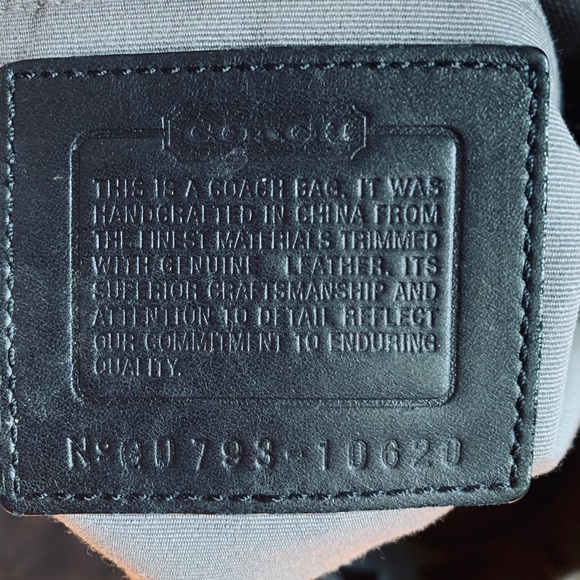 COACH
THIS IS A COACH BAG. IT WAS
HANDCRAFTED IN CHINA FROM
THE FINEST MATERIALS TRIMMED
WITH GENUINE LEATHER. ITS
SUPERIOR CRAFTSMANSHIP AND
ATTENTION TO DETAIL REFLECT
OUR COMMITMENT TO ENDURING
QUALITY.
Nº G0793-10620